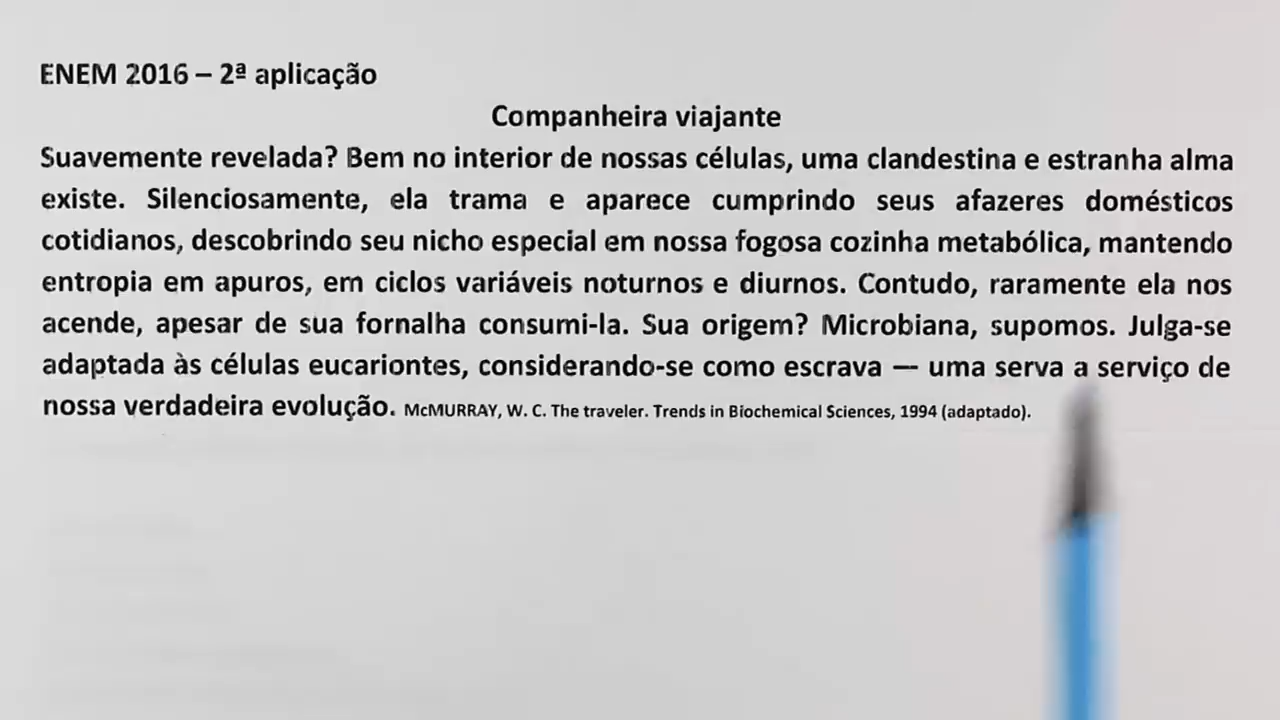 ENEM 2016 – 2ª aplicação
Companheira viajante
Suavemente revelada? Bem no interior de nossas células, uma clandestina e estranha alma
existe. Silenciosamente, ela trama e aparece cumprindo seus afazeres domésticos
cotidianos, descobrindo seu nicho especial em nossa fogosa cozinha metabólica, mantendo
entropia em apuros, em ciclos variáveis noturnos e diurnos. Contudo, raramente ela nos
acende, apesar de sua fornalha consumi-la. Sua origem? Microbiana, supomos. Julga-se
adaptada às células eucariontes, considerando-se como escrava — uma serva a serviço de
nossa verdadeira evolução. McMURRAY, W. C. The traveler. Trends in Biochemical Sciences, 1994 (adaptado).